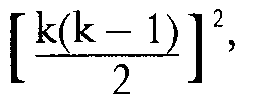 [k(k − 1)/2]²,